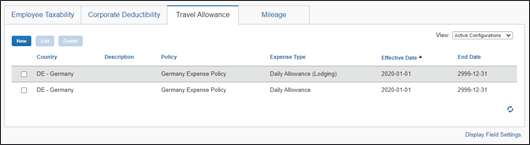 Employee Taxability Corporate Deductibility Travel Allowance Mileage
New Edit Delete View: Active Configurations
Country Description Policy Expense Type Effective Date End Date
DE - Germany Germany Expense Policy Daily Allowance (Lodging) 2020-01-01 2999-12-31
DE - Germany Germany Expense Policy Daily Allowance 2020-01-01 2999-12-31
Display Field Settings